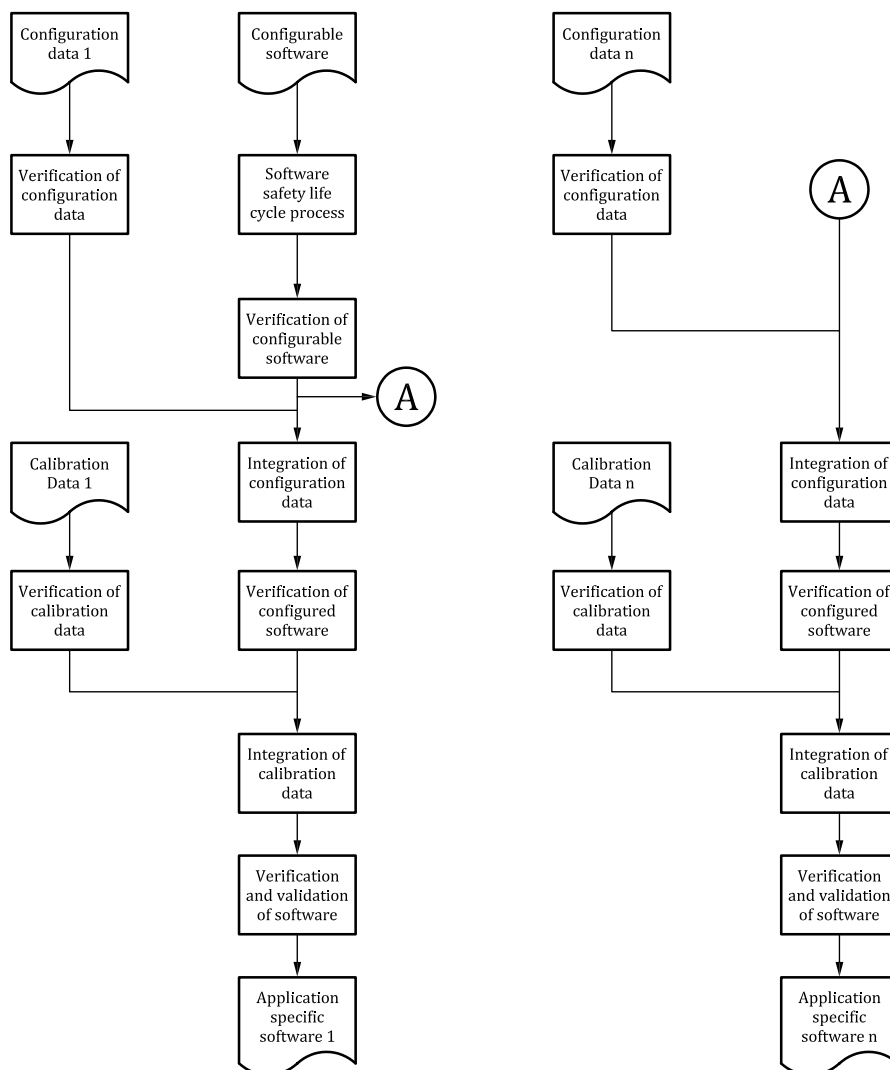 Configuration
data 1
Configurable
software
Configuration
data n
Verification of
configuration
data
Software
safety life
cycle process
Verification of
configuration
data
A
Verification of
configurable
software
A
Calibration
Data 1
Integration of
configuration
data
Calibration
Data n
Integration of
configuration
data
Verification of
calibration
data
Verification of
configured
software
Verification of
calibration
data
Verification of
configured
software
Integration of
calibration
data
Integration of
calibration
data
Verification
and validation
of software
Verification
and validation
of software
Application
specific
software 1
Application
specific
software n